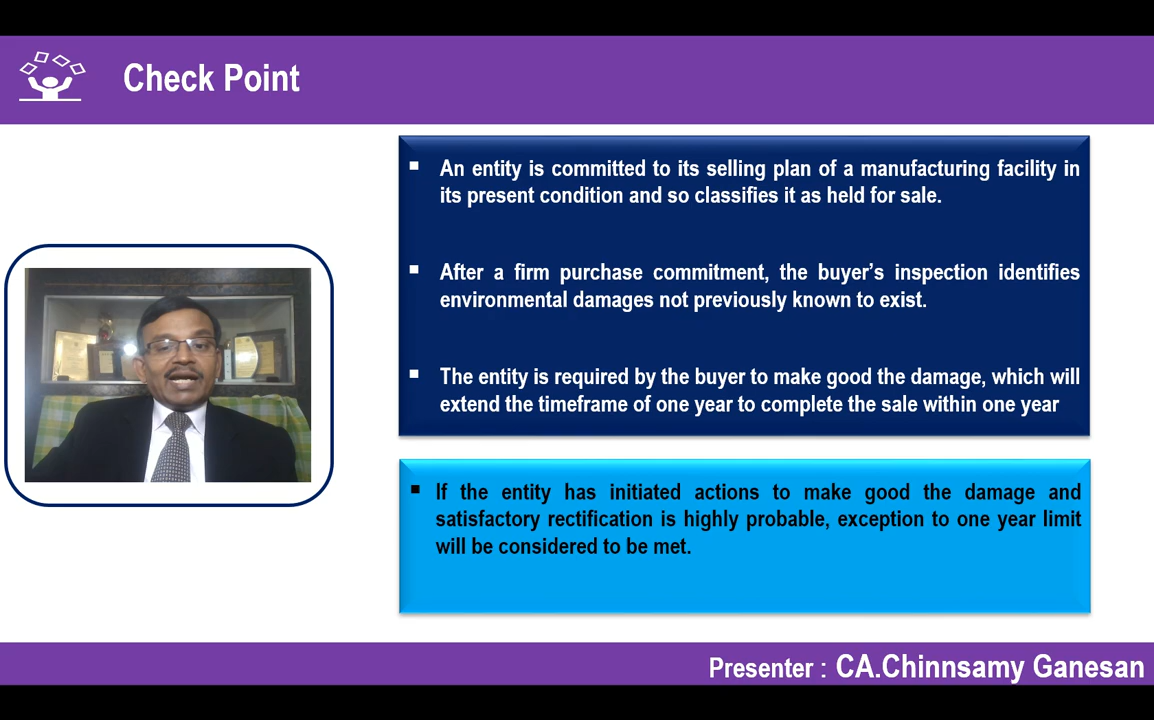 Check Point
▪ An entity is committed to its selling plan of a manufacturing facility in
its present condition and so classifies it as held for sale.
▪ After a firm purchase commitment, the buyer's inspection identifies
environmental damages not previously known to exist.
▪ The entity is required by the buyer to make good the damage, which will
extend the timeframe of one year to complete the sale within one year
▪ If the entity has initiated actions to make good the damage and
satisfactory rectification is highly probable, exception to one year limit
will be considered to be met.
Presenter : CA.Chinnsamy Ganesan